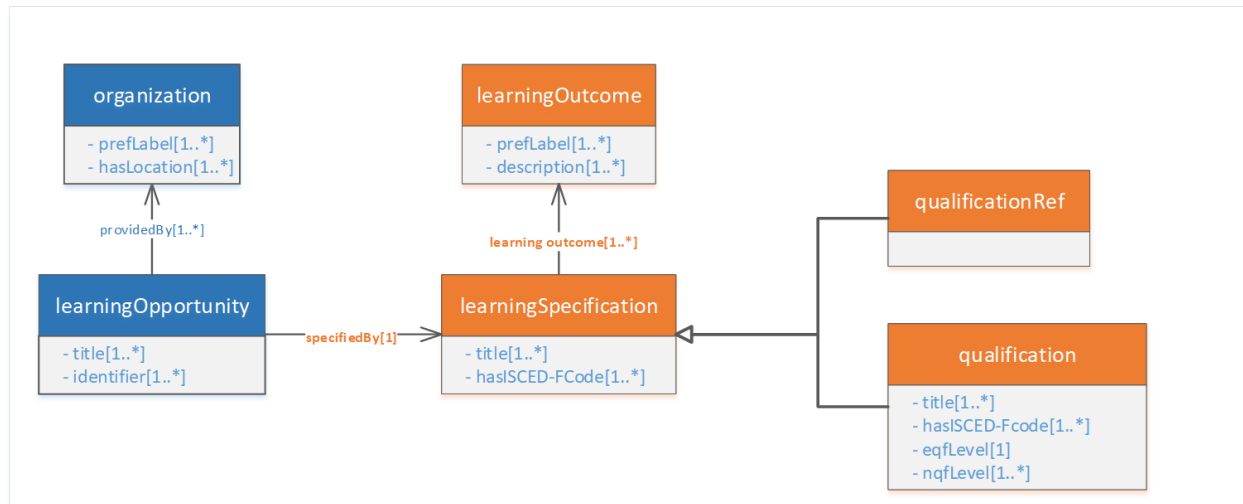 organization
- prefLabel[1..*]
- hasLocation[1..*]
learningOutcome
- prefLabel[1..*]
- description[1..*]
qualificationRef
providedBy[1..*]
learning outcome[1..*]
learningOpportunity
- title[1..*]
- identifier[1..*]
specifiedBy[1]
learningSpecification
- title[1..*]
- hasISCED-FCode[1..*]
qualification
- title[1..*]
- hasISCED-Fcode[1..*]
- eqfLevel[1]
- nqfLevel[1..*]